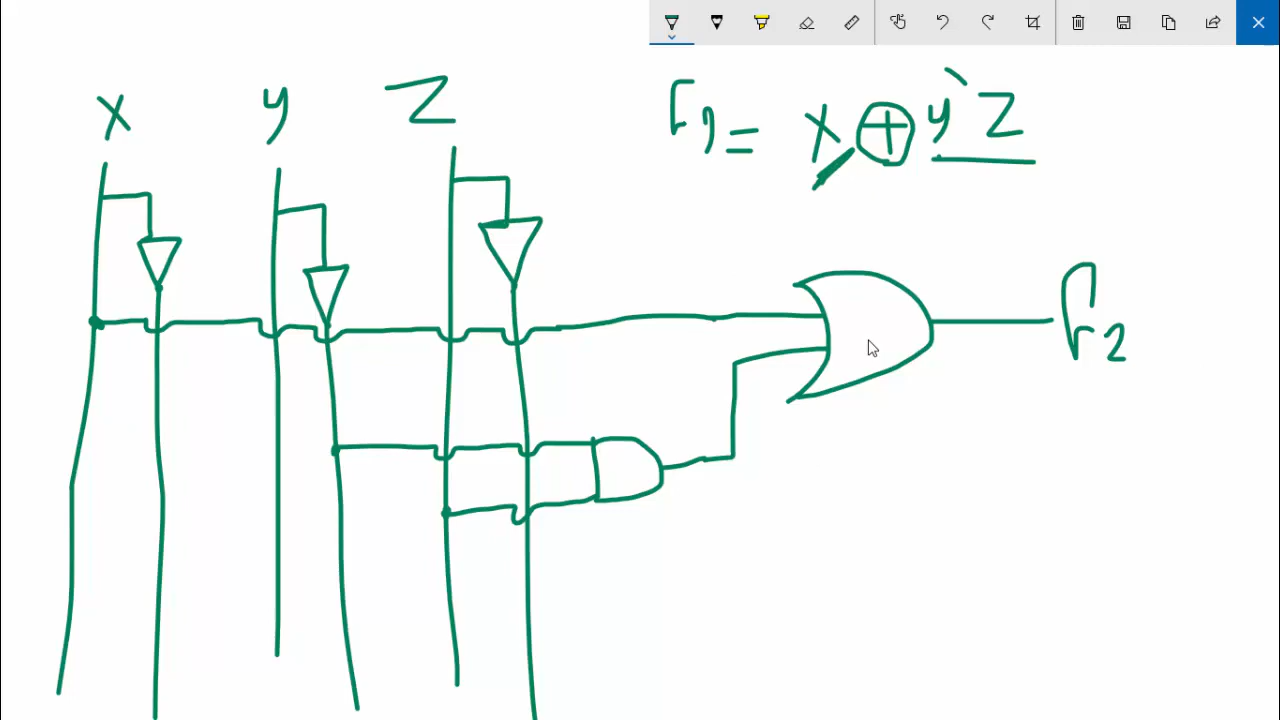 x y Z
F1 = x ⊕ y'Z
F2